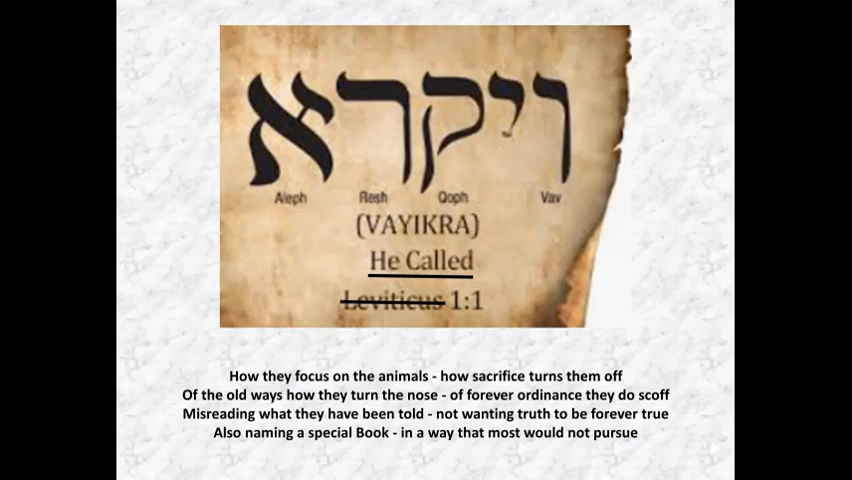 ויקרא
Aleph Resh Qoph Vav
(VAYIKRA)
He Called
Leviticus 1:1
How they focus on the animals - how sacrifice turns them off
Of the old ways how they turn the nose - of forever ordinance they do scoff
Misreading what they have been told - not wanting truth to be forever true
Also naming a special Book - in a way that most would not pursue